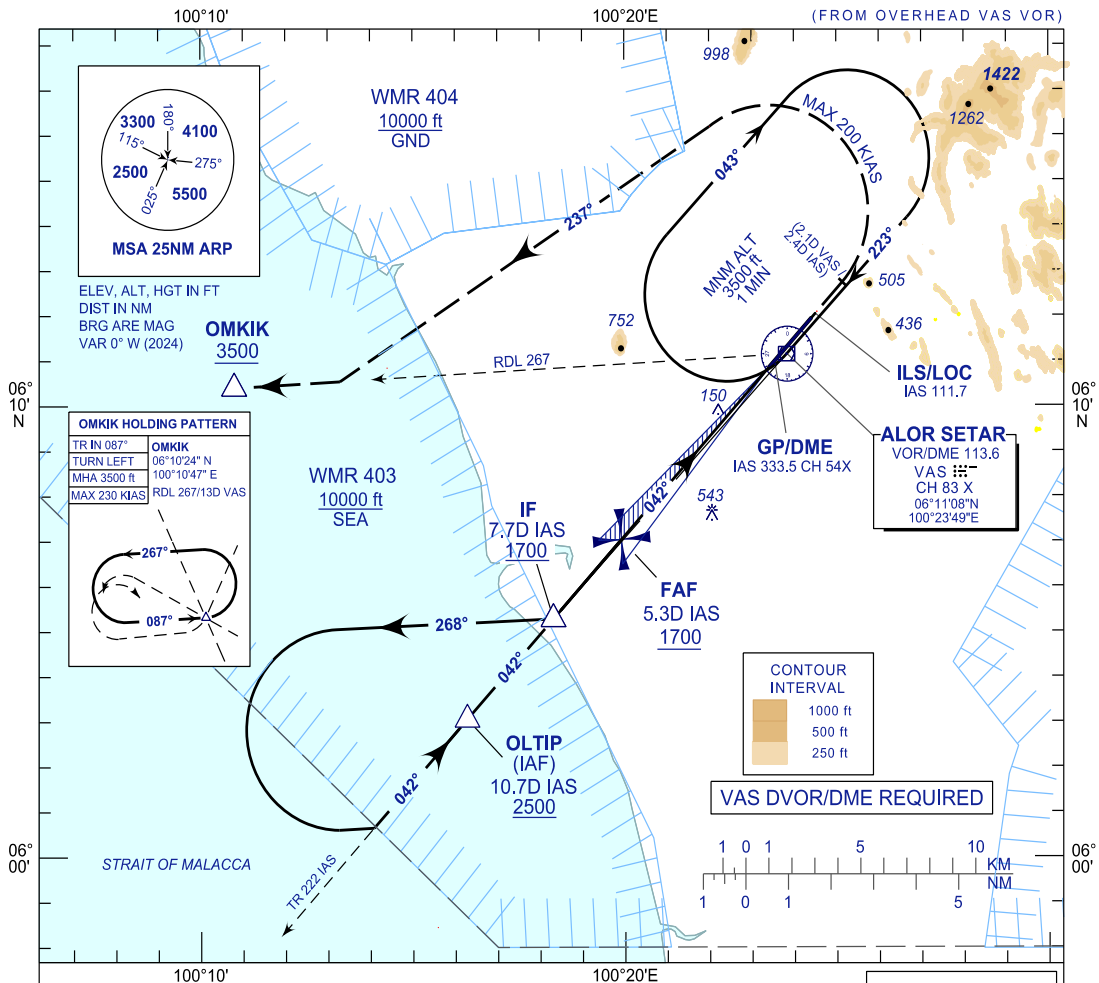 100°10'
100°20'E
(FROM OVERHEAD VAS VOR)
998
1422
1262
WMR 404
10000 ft
GND
MAX 200 KIAS
043°
3300
180°
4100
115°
275°
2500
025°
5500
MSA 25NM ARP
237°
223°
MNM ALT
3500 ft
1 MIN
(2.1D VAS
2.4D IAS)
505
436
ELEV, ALT, HGT IN FT
DIST IN NM
BRG ARE MAG
VAR 0° W (2024)
OMKIK
3500
752
RDL 267
0
27
9
18
ILS/LOC
IAS 111.7
06°
10'
N
06°
10'
N
150
GP/DME
IAS 333.5 CH 54X
ALOR SETAR
VOR/DME 113.6
VAS
CH 83 X
06°11'08"N
100°23'49"E
OMKIK HOLDING PATTERN
TR IN 087°
TURN LEFT
MHA 3500 ft
MAX 230 KIAS
OMKIK
06°10'24" N
100°10'47" E
RDL 267/13D VAS
267°
087°
WMR 403
10000 ft
SEA
042°
543
IF
7.7D IAS
1700
FAF
5.3D IAS
1700
268°
042°
OLTIP
(IAF)
10.7D IAS
2500
042°
CONTOUR
INTERVAL
1000 ft
500 ft
250 ft
VAS DVOR/DME REQUIRED
06°
00'
STRAIT OF MALACCA
TR 222 IAS
1 0 1 5 10 KM
NM
1 0 1 5
06°
00'
100°10'
100°20'E